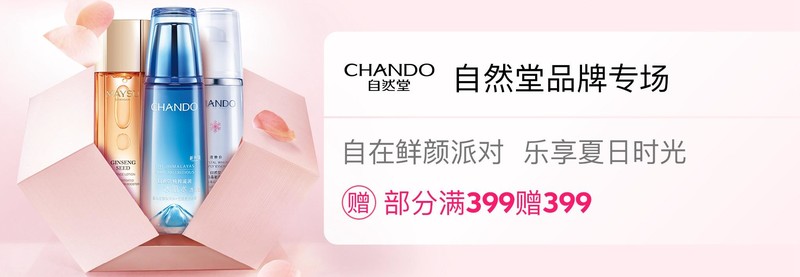 CHANDO
自然堂
自然堂品牌专场
自在鲜颜派对 乐享夏日时光
赠 部分满399赠399
CHANDO
GINSENG
SEED